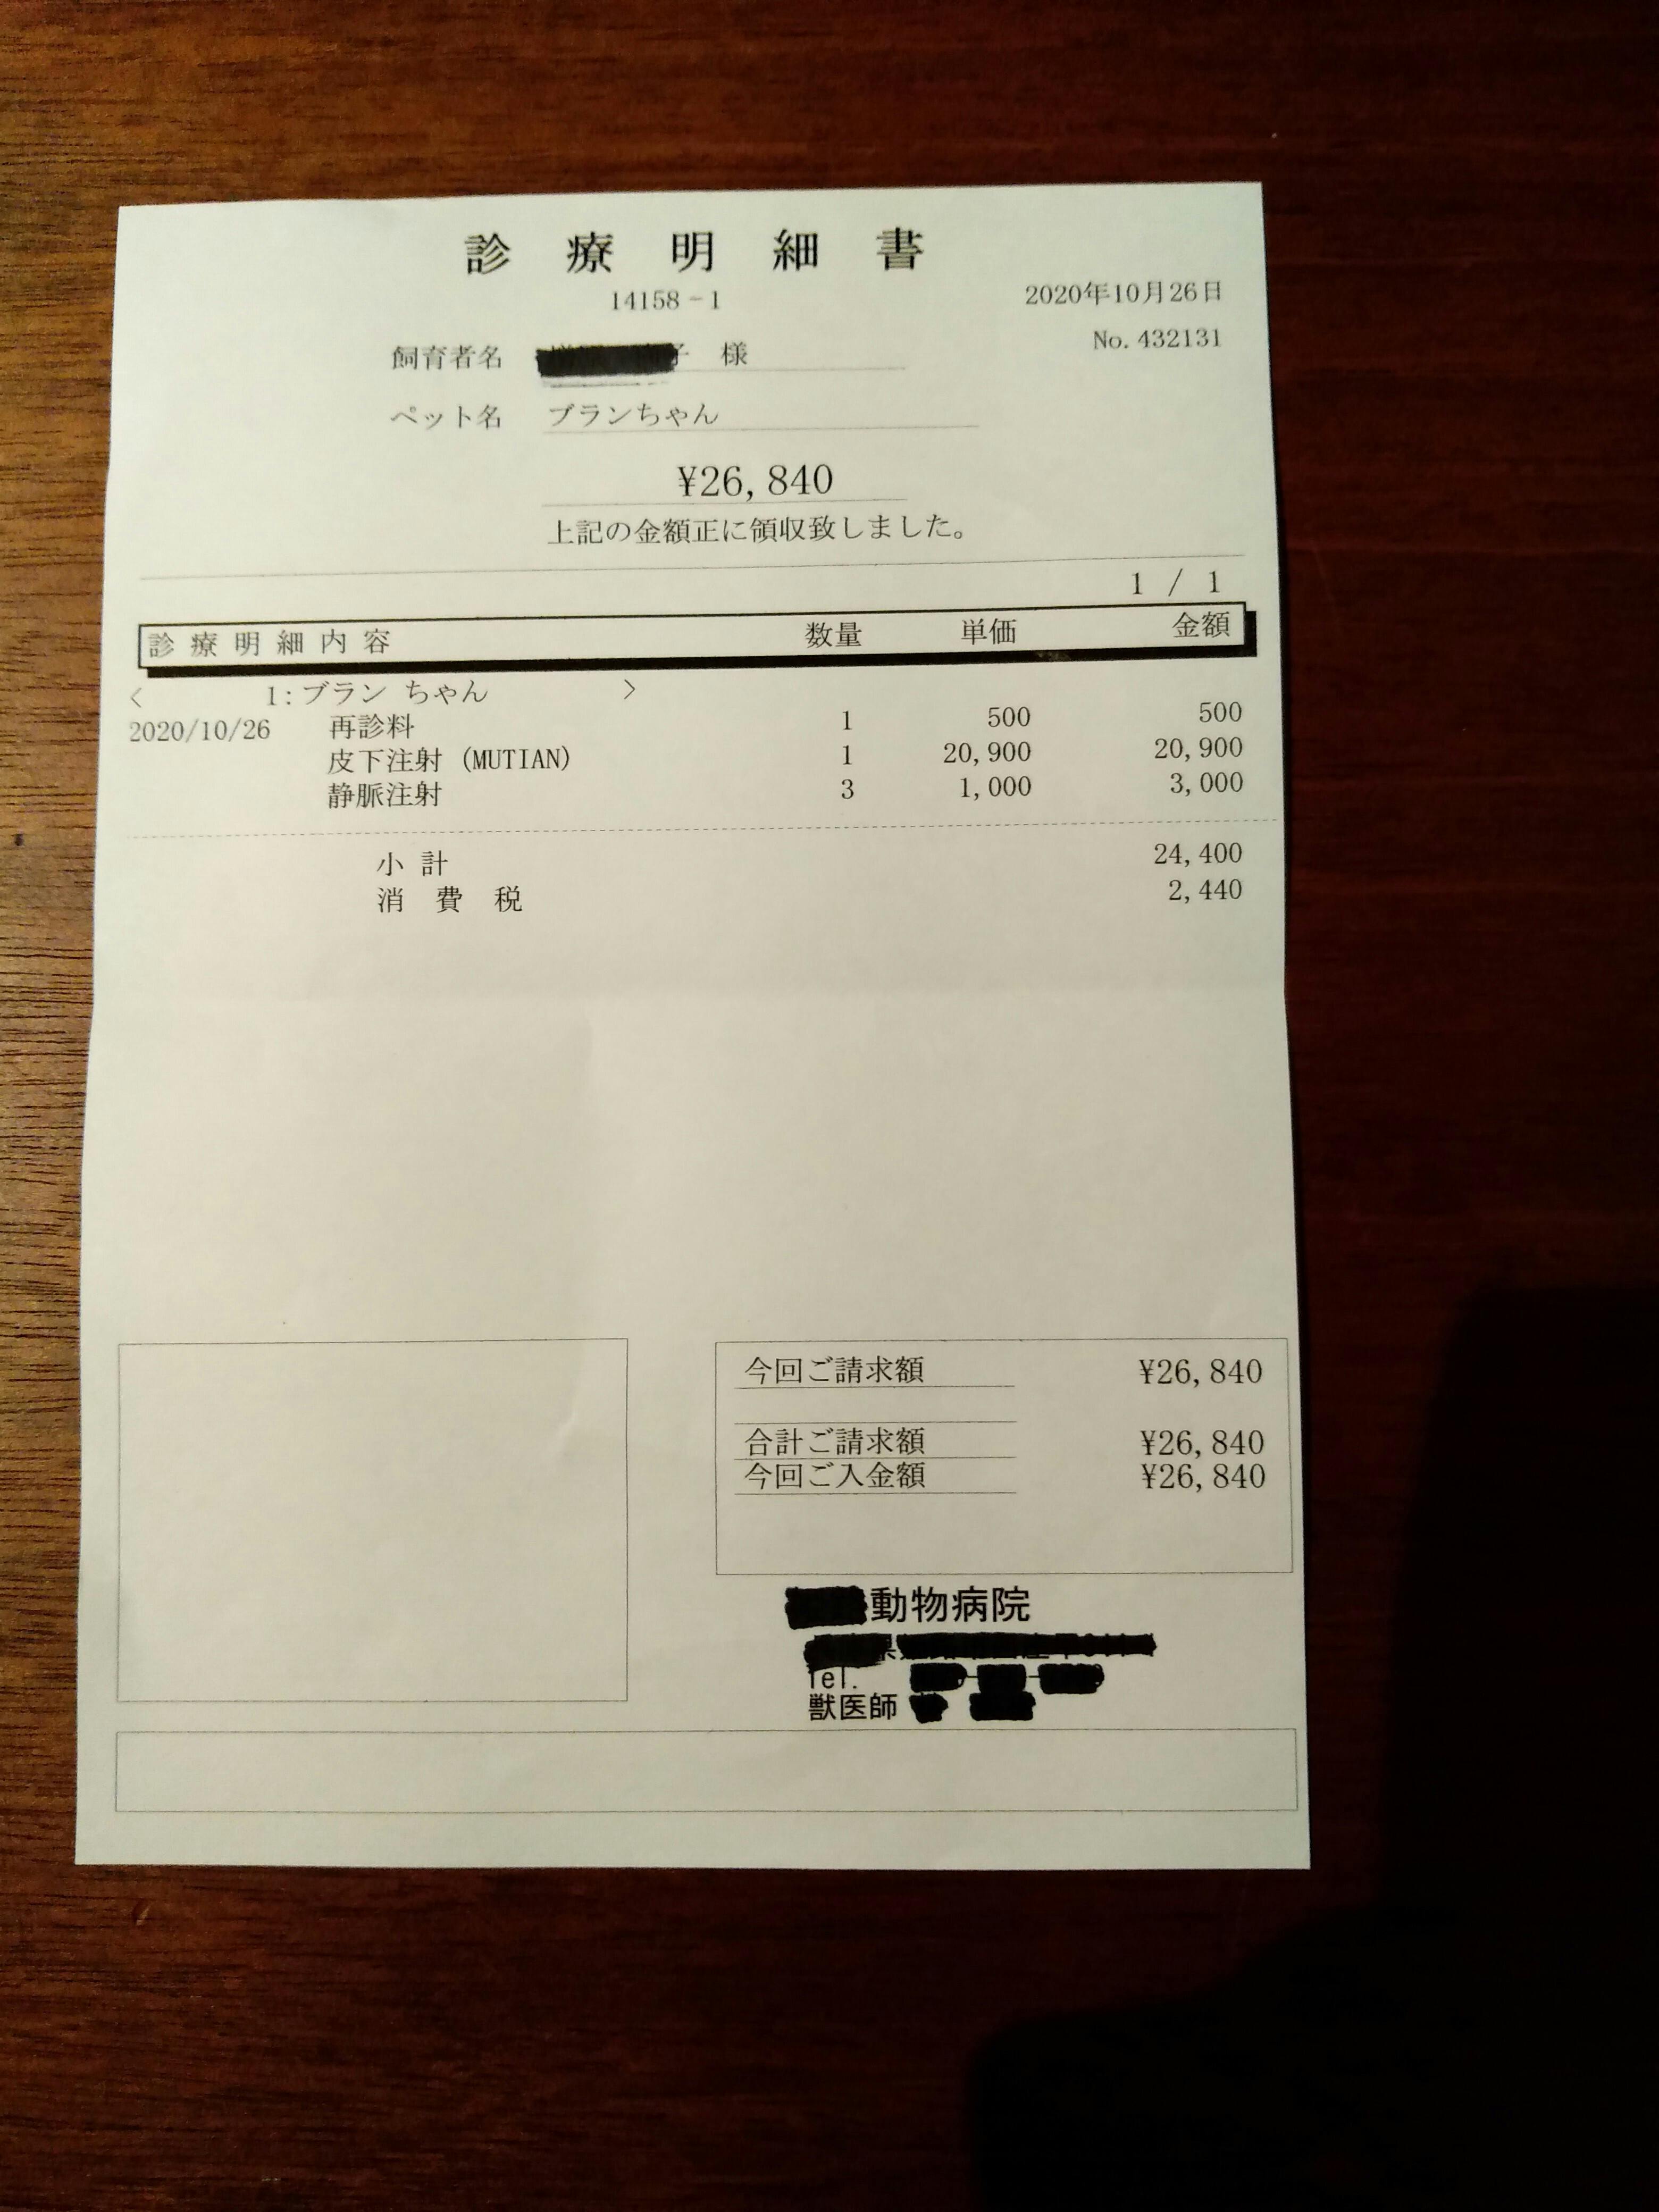 診療明細書
14158-1
2020年10月26日
No.432131
飼育者名 子 様
ペット名 ブランちゃん
¥26,840
上記の金額正に領収致しました。
1 / 1
診療明細内容 数量 単価 金額
< 1:ブラン ちゃん >
2020/10/26 再診料 1 500 500
皮下注射 (MUTIAN) 1 20,900 20,900
静脈注射 3 1,000 3,000
小計 24,400
消費税 2,440
今回ご請求額 ¥26,840
合計ご請求額 ¥26,840
今回ご入金額 ¥26,840
動物病院
県
Tel.
獣医師